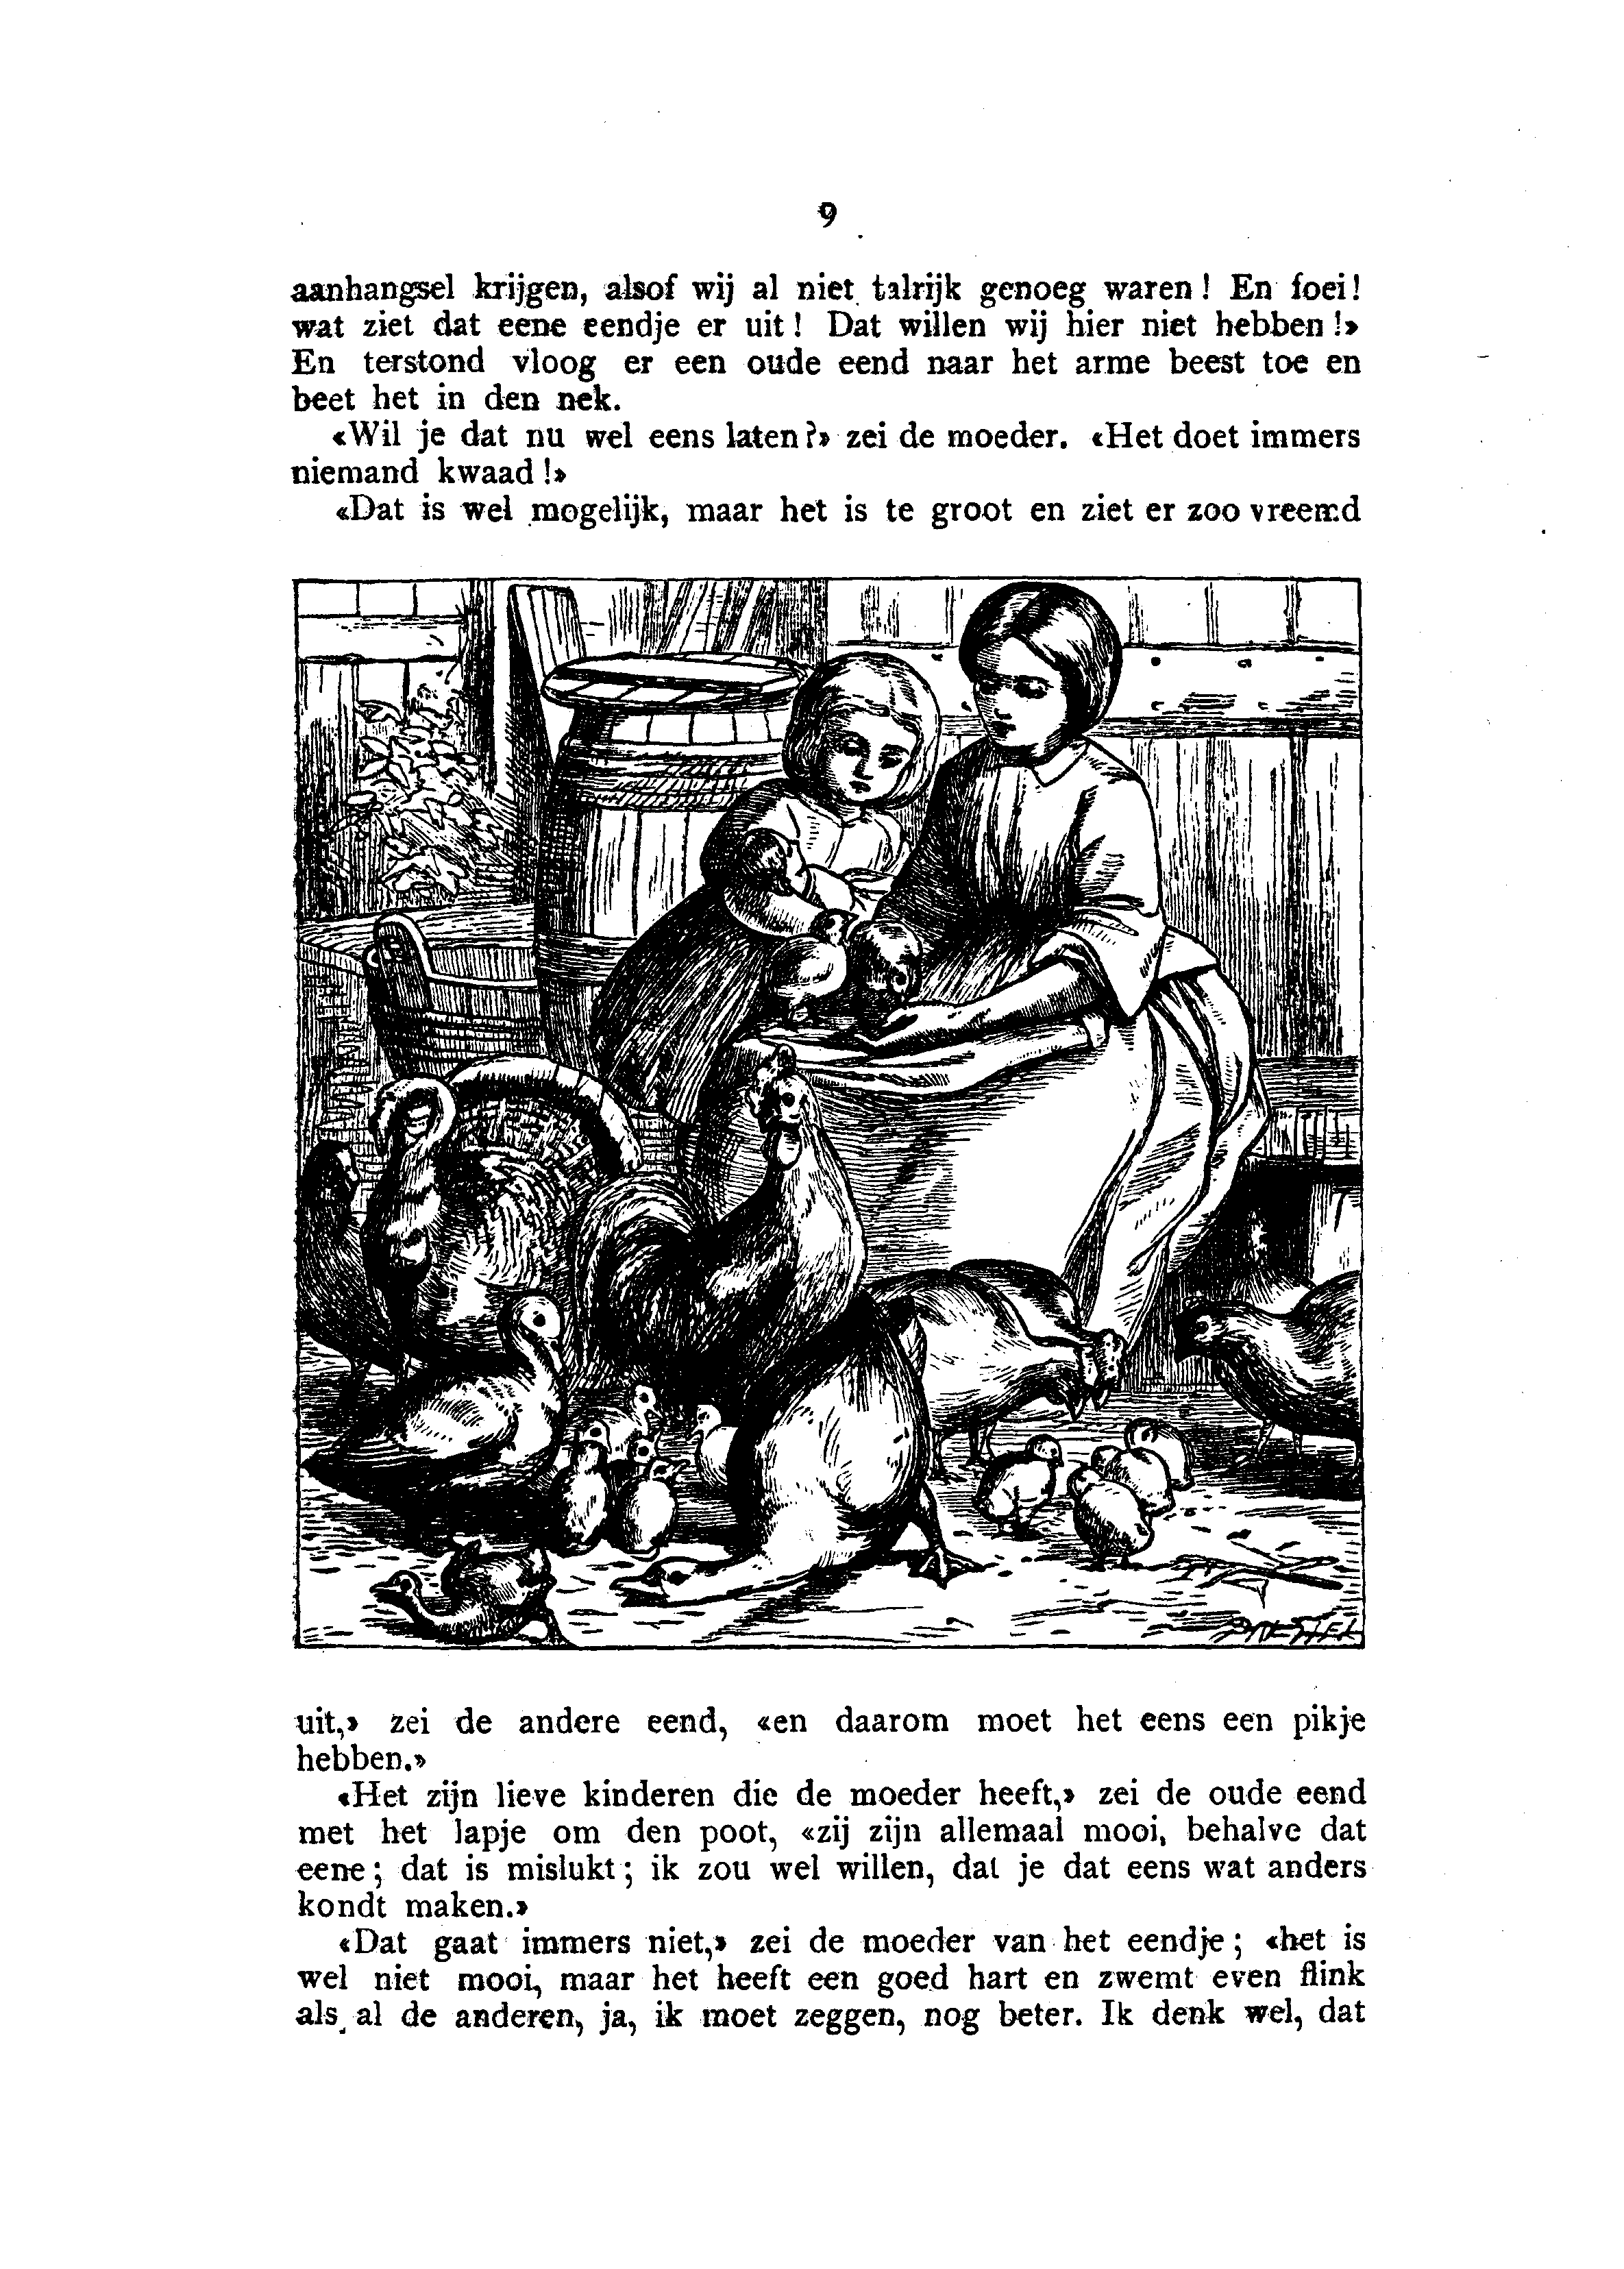 9
aanhangsel krijgen, alsof wij al niet talrijk genoeg waren! En foei!
wat ziet dat eene eendje er uit! Dat willen wij hier niet hebben!»
En terstond vloog er een oude eend naar het arme beest toe en
beet het in den nek.
«Wil je dat nu wel eens laten?» zei de moeder. «Het doet immers
niemand kwaad!»
«Dat is wel mogelijk, maar het is te groot en ziet er zoo vreemd
uit,» zei de andere eend, «en daarom moet het eens een pikje
hebben.»
«Het zijn lieve kinderen die de moeder heeft,» zei de oude eend
met het lapje om den poot, «zij zijn allemaal mooi, behalve dat
eene; dat is mislukt; ik zou wel willen, dat je dat eens wat anders
kondt maken.»
«Dat gaat immers niet,» zei de moeder van het eendje; «het is
wel niet mooi, maar het heeft een goed hart en zwemt even flink
als al de anderen, ja, ik moet zeggen, nog beter. Ik denk wel, dat